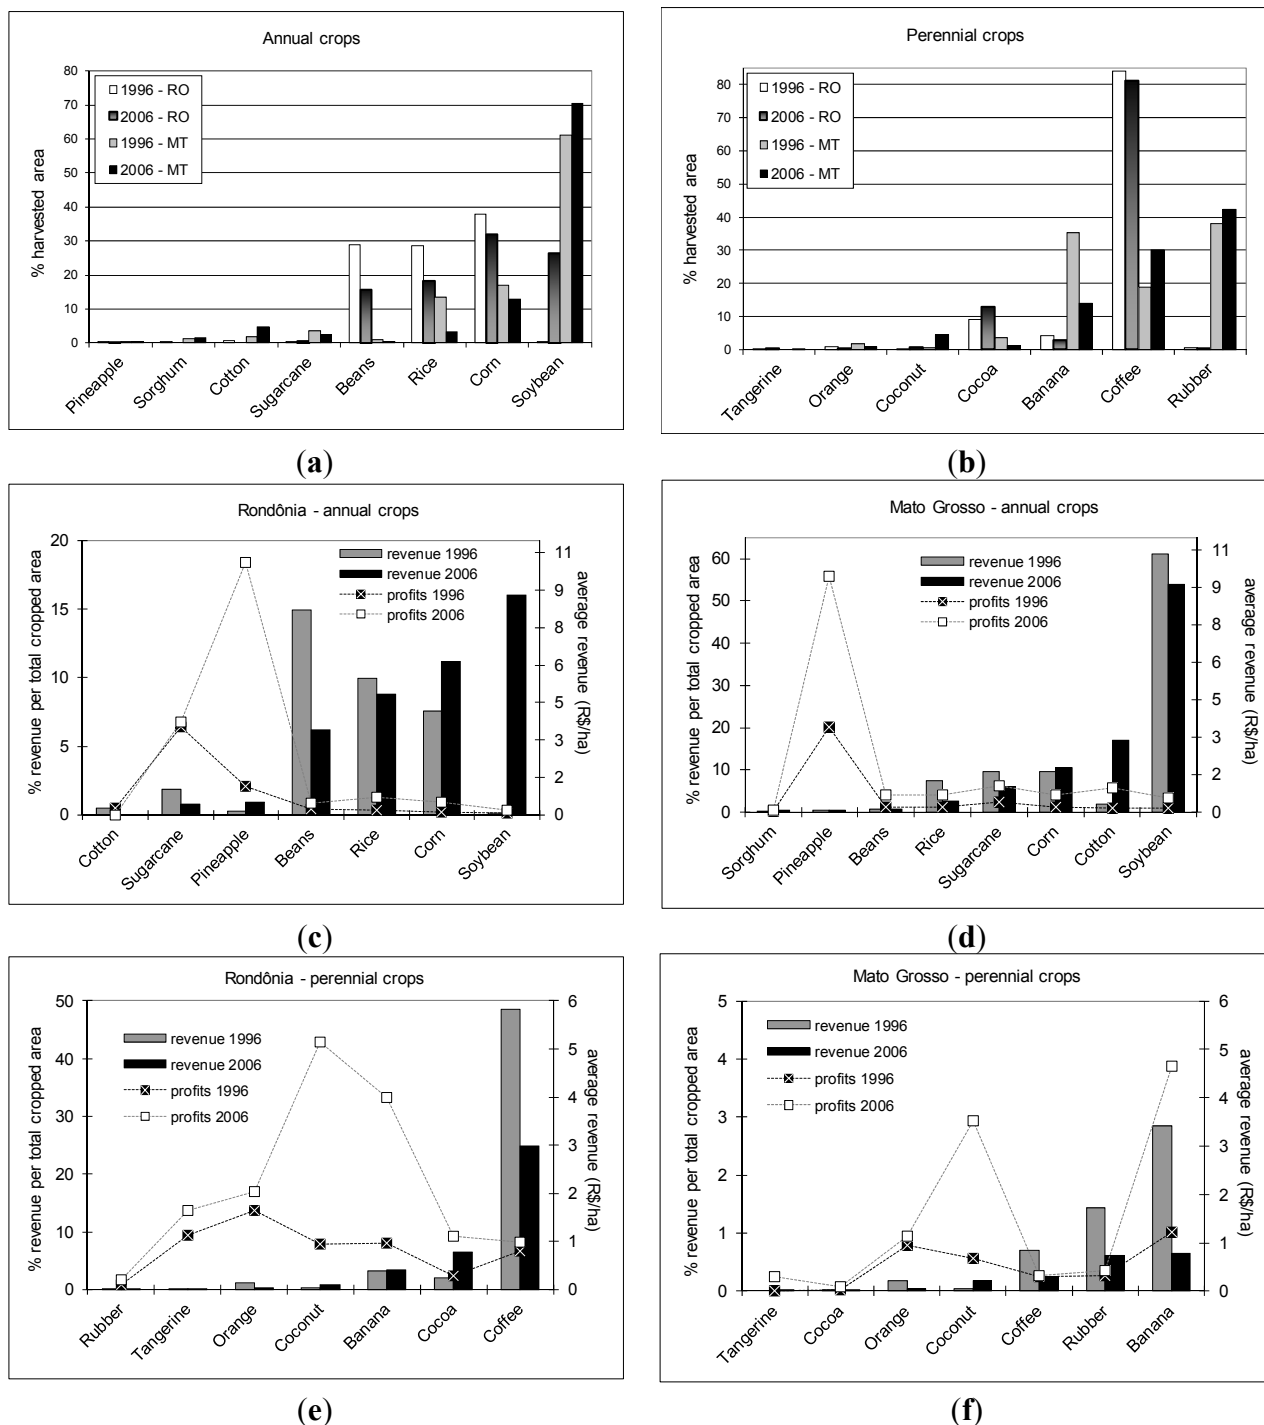 Annual crops
% harvested area
80
70
60
50
40
30
20
10
0
1996 - RO
2006 - RO
1996 - MT
2006 - MT
Pineapple
Sorghum
Cotton
Sugarcane
Beans
Rice
Corn
Soybean
(a)
Perennial crops
% harvested area
80
70
60
50
40
30
20
10
0
1996 - RO
2006 - RO
1996 - MT
2006 - MT
Tangerine
Orange
Coconut
Cocoa
Banana
Coffee
Rubber
(b)
Rondônia - annual crops
% revenue per total cropped area
20
15
10
5
0
revenue 1996
revenue 2006
profits 1996
profits 2006
11
9
8
6
5
3
2
0
average revenue (R$/ha)
Cotton
Sugarcane
Pineapple
Beans
Rice
Corn
Soybean
(c)
Mato Grosso - annual crops
% revenue per total cropped area
60
50
40
30
20
10
0
revenue 1996
revenue 2006
profits 1996
profits 2006
11
9
8
6
5
3
2
0
average revenue (R$/ha)
Sorghum
Pineapple
Beans
Rice
Sugarcane
Corn
Cotton
Soybean
(d)
Rondônia - perennial crops
% revenue per total cropped area
50
40
30
20
10
0
revenue 1996
revenue 2006
profits 1996
profits 2006
6
5
4
3
2
1
0
average revenue (R$/ha)
Rubber
Tangerine
Orange
Coconut
Banana
Cocoa
Coffee
(e)
Mato Grosso - perennial crops
% revenue per total cropped area
5
4
3
2
1
0
revenue 1996
revenue 2006
profits 1996
profits 2006
6
5
4
3
2
1
0
average revenue (R$/ha)
Tangerine
Cocoa
Orange
Coconut
Coffee
Rubber
Banana
(f)